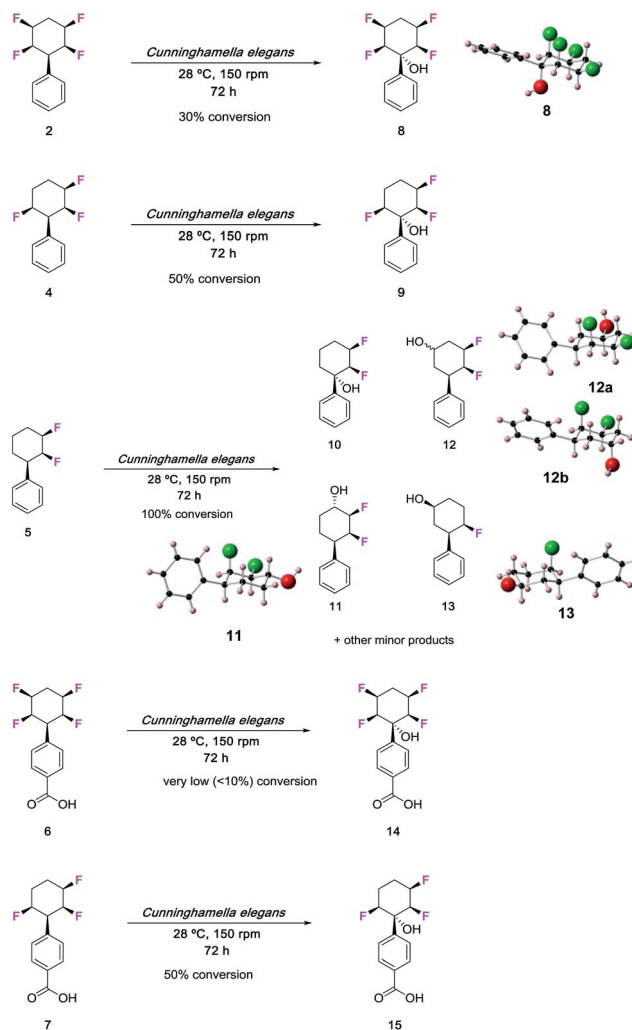 F F
F F
2
Cunninghamella elegans
28 ºC, 150 rpm
72 h
30% conversion
F F
F F
OH
8
8
F
F F
4
Cunninghamella elegans
28 ºC, 150 rpm
72 h
50% conversion
F
F F
OH
9
F
F
5
Cunninghamella elegans
28 ºC, 150 rpm
72 h
100% conversion
F
F
OH
10
HO F
F
12
12a
12b
OH
F
F
11
OH
F
13
11
13
+ other minor products
F F
F F
O OH
6
Cunninghamella elegans
28 ºC, 150 rpm
72 h
very low (<10%) conversion
F F
F F
OH
O OH
14
F
F F
O OH
7
Cunninghamella elegans
28 ºC, 150 rpm
72 h
50% conversion
F
F F
OH
O OH
15